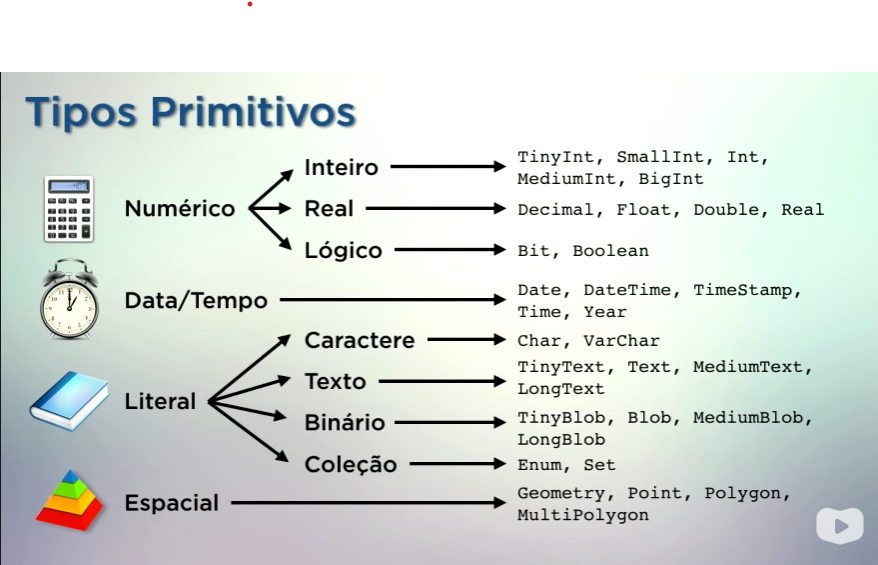 Tipos Primitivos
Inteiro
TinyInt, SmallInt, Int,
MediumInt, BigInt
Numérico
Real
Decimal, Float, Double, Real
Lógico
Bit, Boolean
Data/Tempo
Date, DateTime, TimeStamp,
Time, Year
Caractere
Char, VarChar
Texto
TinyText, Text, MediumText,
LongText
Literal
Binário
TinyBlob, Blob, MediumBlob,
LongBlob
Coleção
Enum, Set
Espacial
Geometry, Point, Polygon,
MultiPolygon